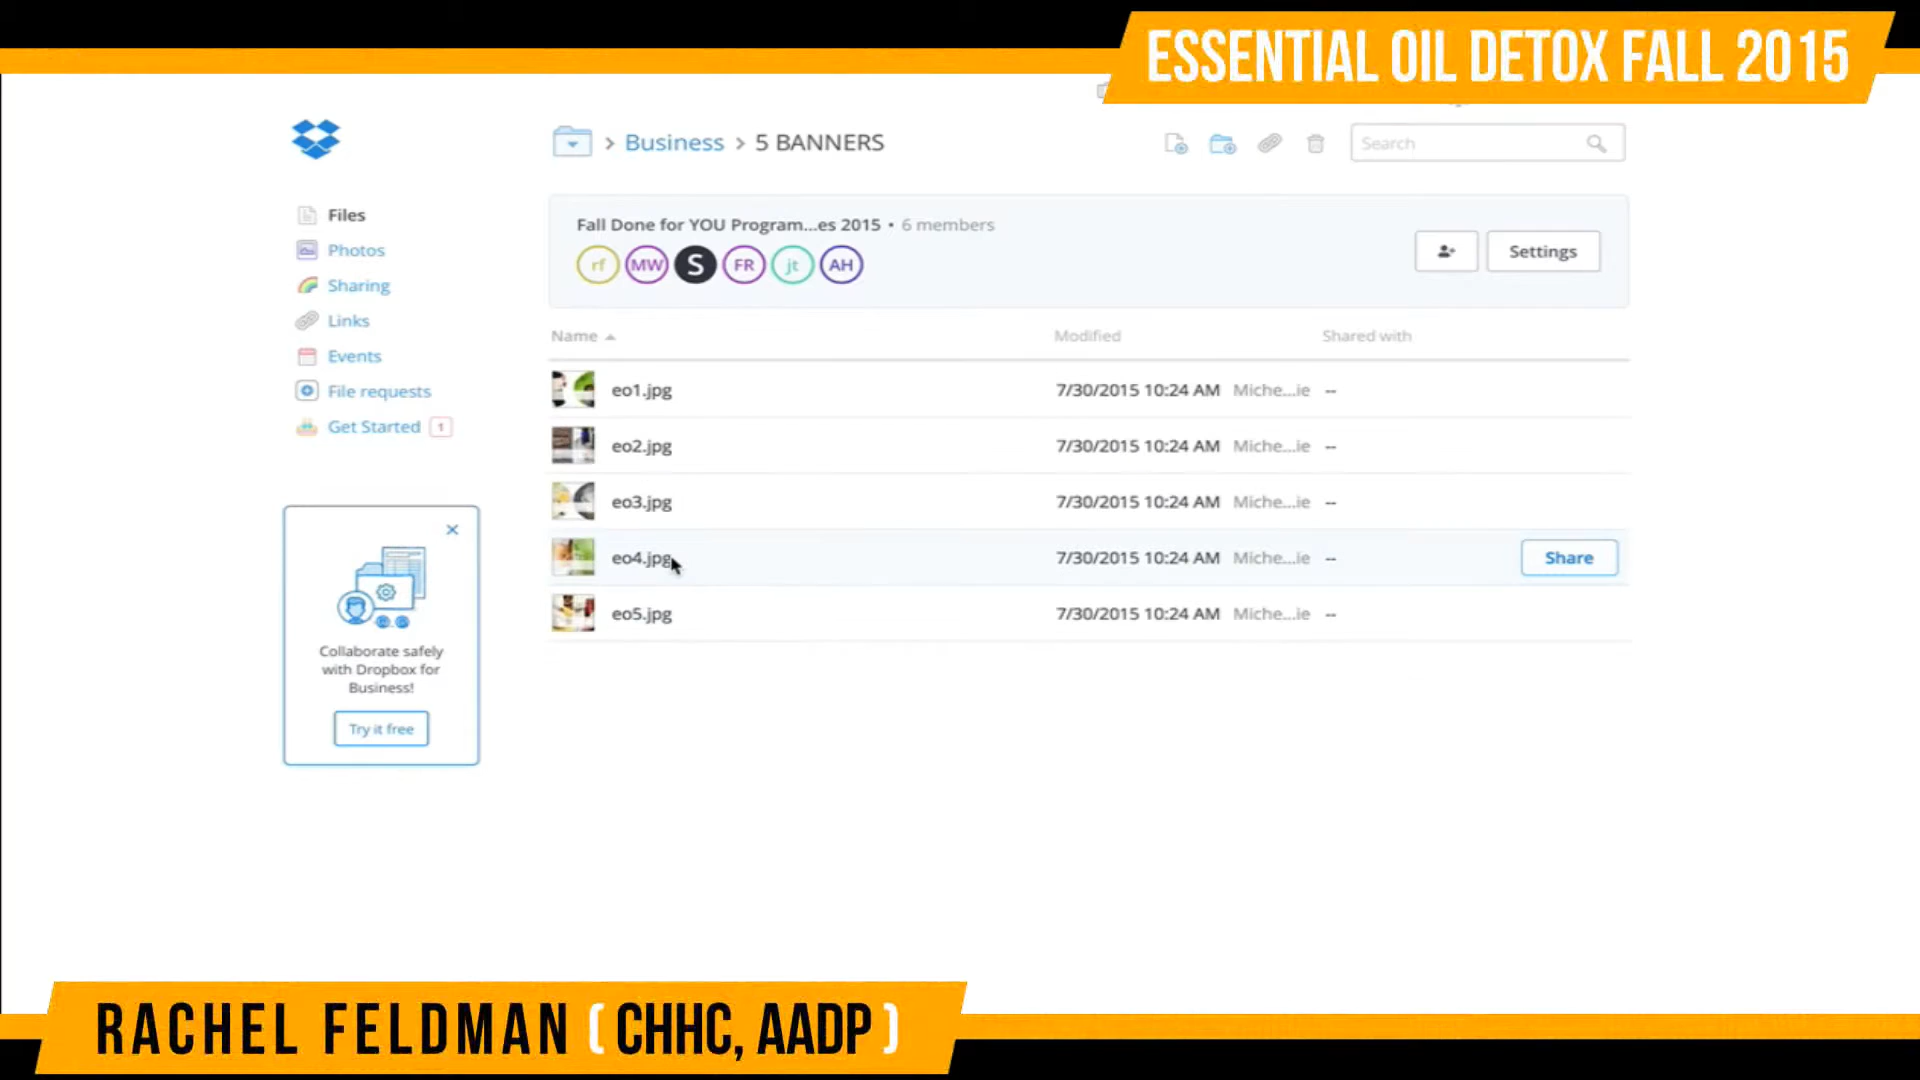 ESSENTIAL OIL DETOX FALL 2015
Business > 5 BANNERS
Search
Files
Photos
Sharing
Links
Events
File requests
Get Started 1
Fall Done for YOU Program...es 2015 • 6 members
rf MW S FR jt AH
Settings
Name Modified Shared with
eo1.jpg 7/30/2015 10:24 AM Miche...ie --
eo2.jpg 7/30/2015 10:24 AM Miche...ie --
eo3.jpg 7/30/2015 10:24 AM Miche...ie --
eo4.jpg 7/30/2015 10:24 AM Miche...ie -- Share
eo5.jpg 7/30/2015 10:24 AM Miche...ie --
Collaborate safely
with Dropbox for
Business!
Try it free
RACHEL FELDMAN (CHHC, AADP)